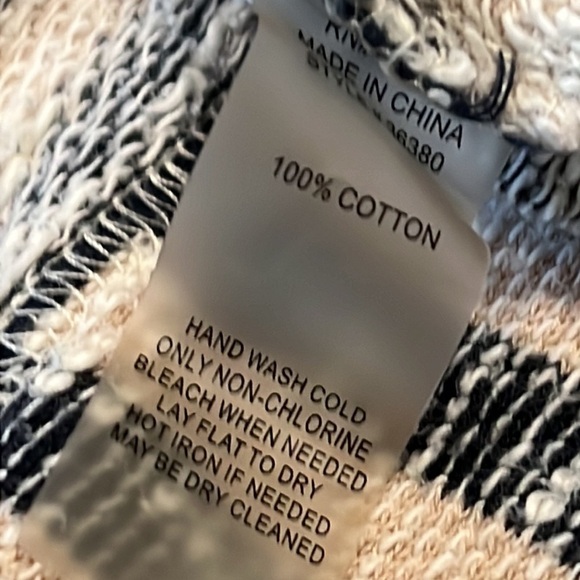 MADE IN CHINA
100% COTTON
HAND WASH COLD
ONLY NON-CHLORINE
BLEACH WHEN NEEDED
LAY FLAT TO DRY
HOT IRON IF NEEDED
MAY BE DRY CLEANED